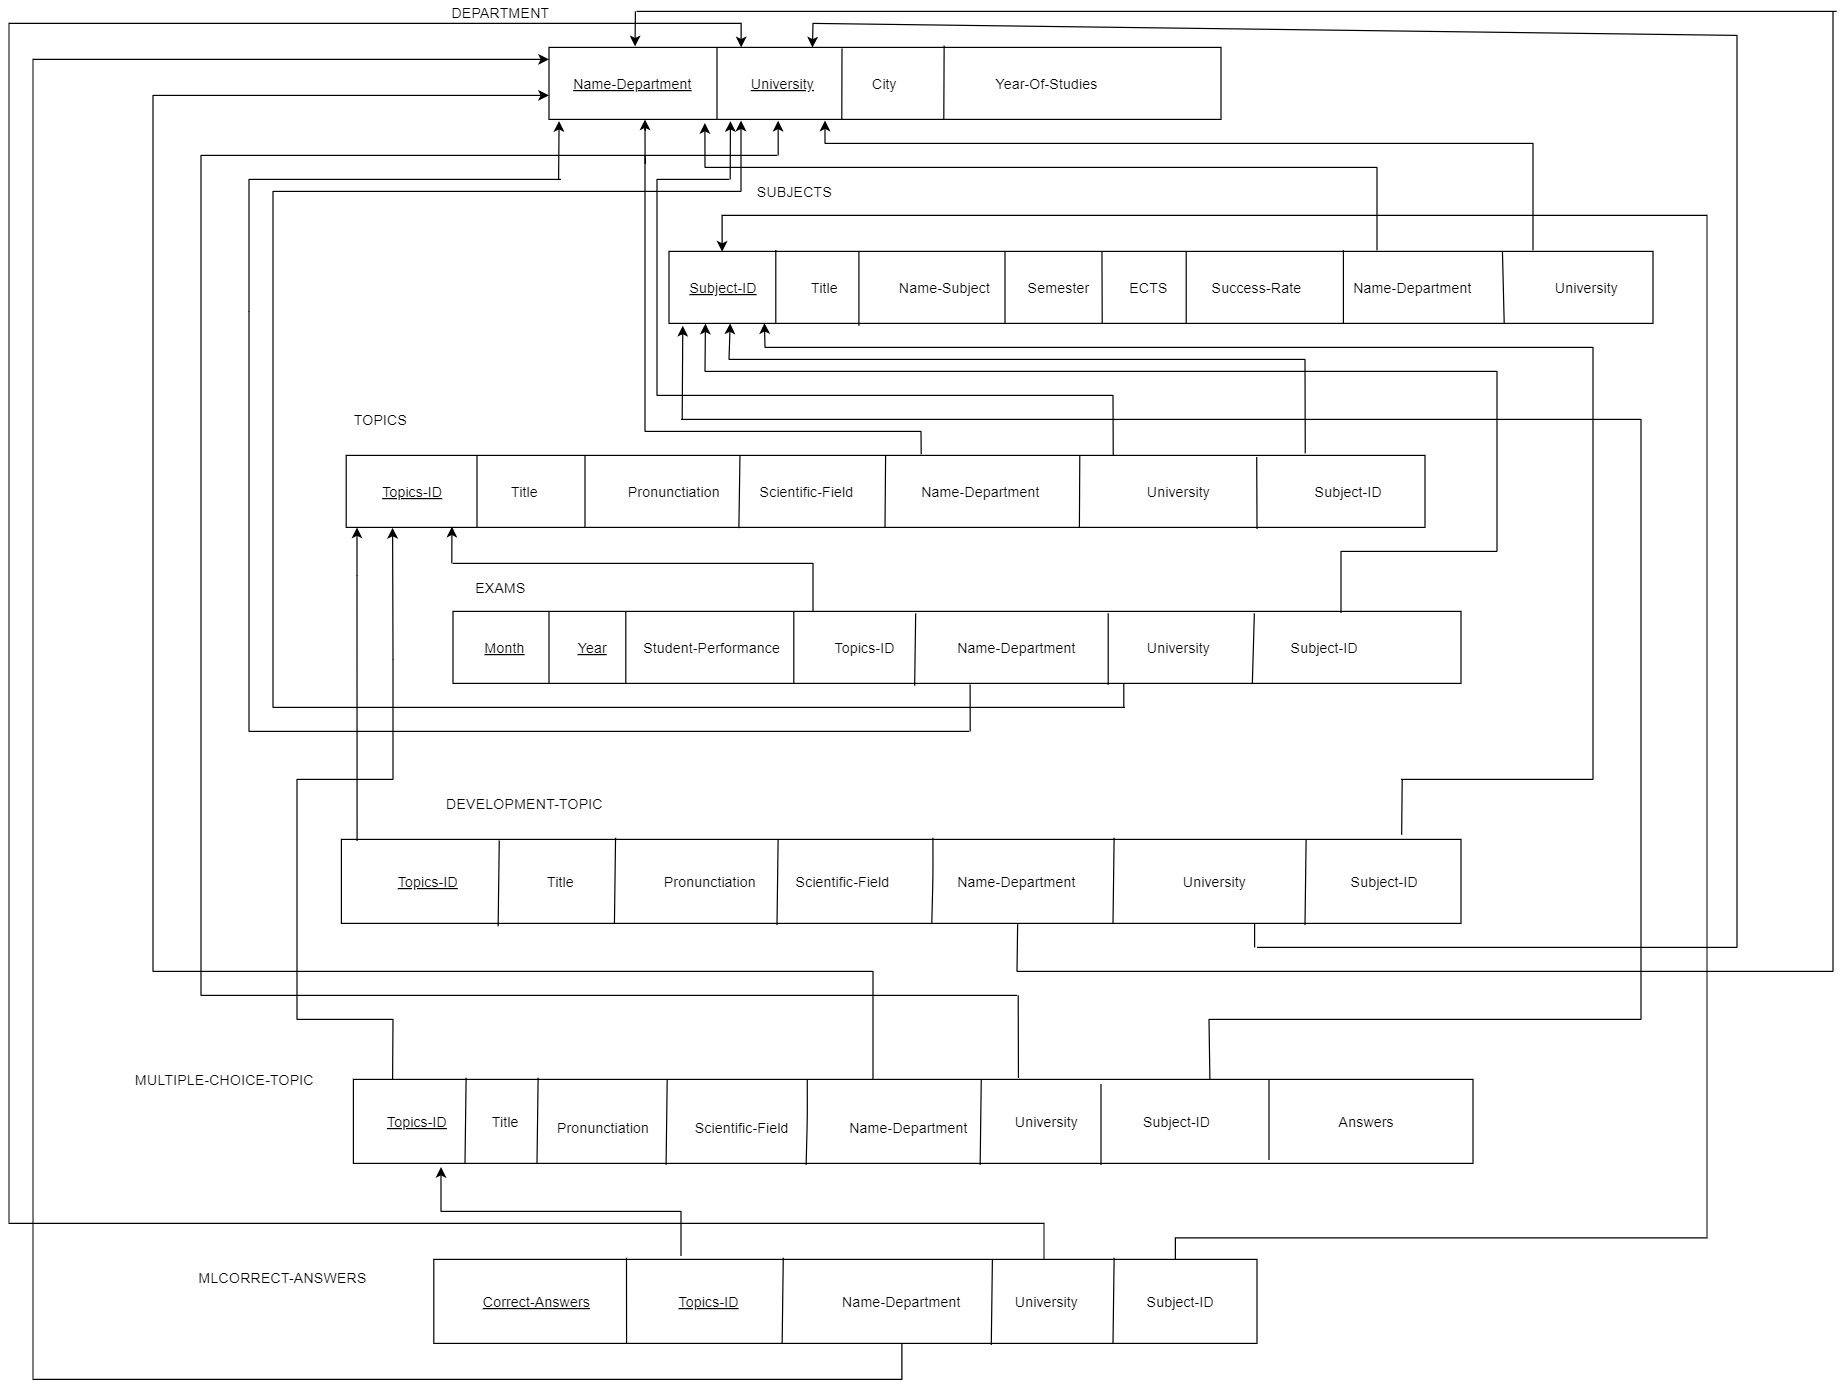 DEPARTMENT
Name-Department University City Year-Of-Studies
SUBJECTS
Subject-ID Title Name-Subject Semester ECTS Success-Rate Name-Department University
TOPICS
Topics-ID Title Pronunctiation Scientific-Field Name-Department University Subject-ID
EXAMS
Month Year Student-Performance Topics-ID Name-Department University Subject-ID
DEVELOPMENT-TOPIC
Topics-ID Title Pronunctiation Scientific-Field Name-Department University Subject-ID
MULTIPLE-CHOICE-TOPIC
Topics-ID Title Pronunctiation Scientific-Field Name-Department University Subject-ID Answers
MLCORRECT-ANSWERS
Correct-Answers Topics-ID Name-Department University Subject-ID